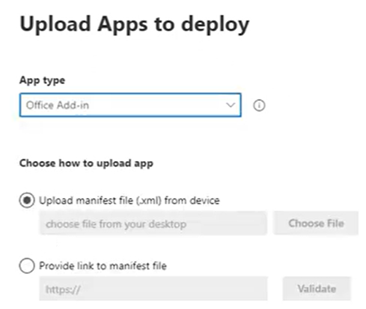 Upload Apps to deploy
App type
Office Add-in
Choose how to upload app
Upload manifest file (.xml) from device
choose file from your desktop
Choose File
Provide link to manifest file
https://
Validate